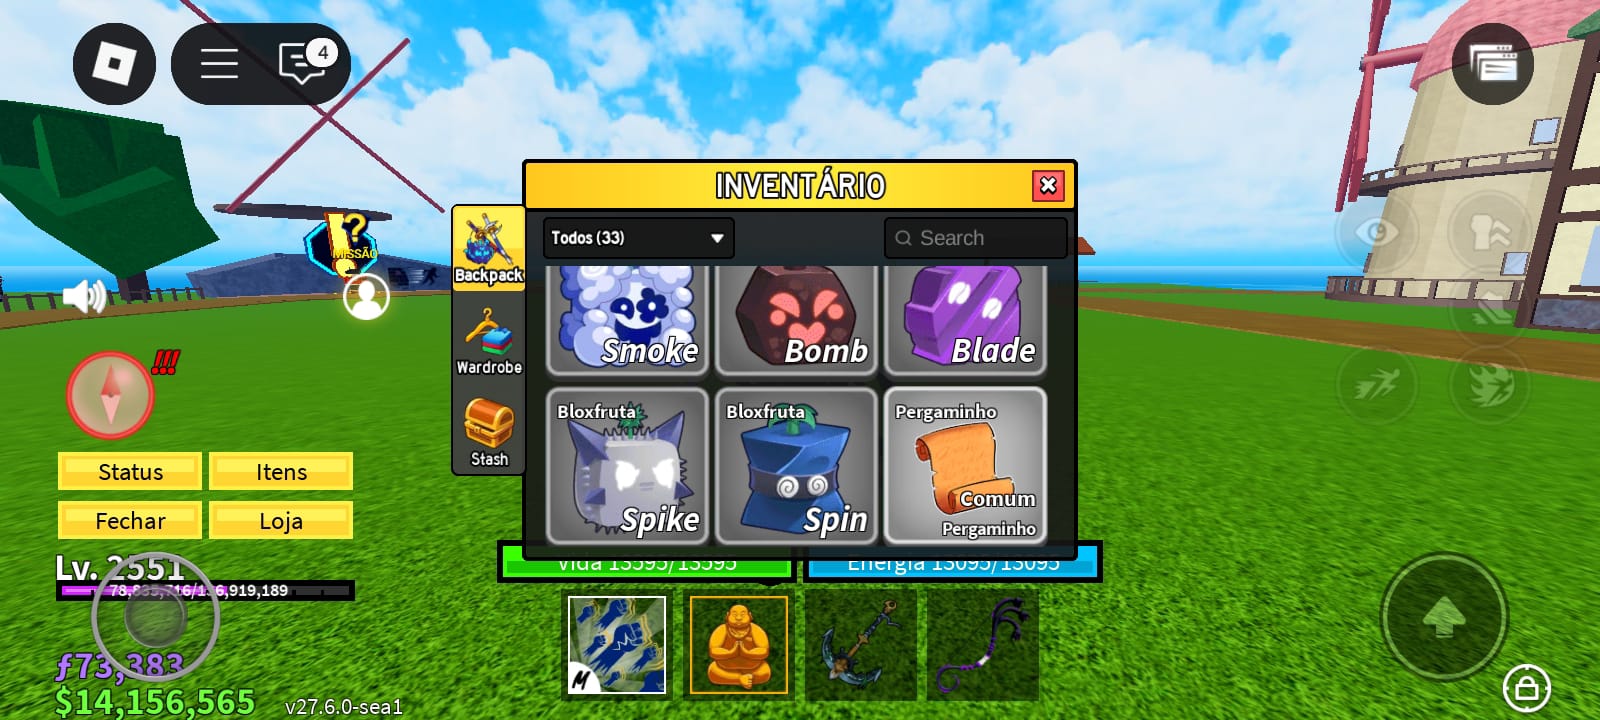 4
INVENTÁRIO
Todos (33)
Search
MISSÃO
Backpack
Wardrobe
Stash
Smoke
Bomb
Blade
Bloxfruta
Spike
Bloxfruta
Spin
Pergaminho
Comum
Pergaminho
!!!
Status
Itens
Fechar
Loja
Lv. 2551
Vida 13595/13595
Energia 13095/13095
ƒ73,383
$14,156,565
v27.6.0-sea1
M